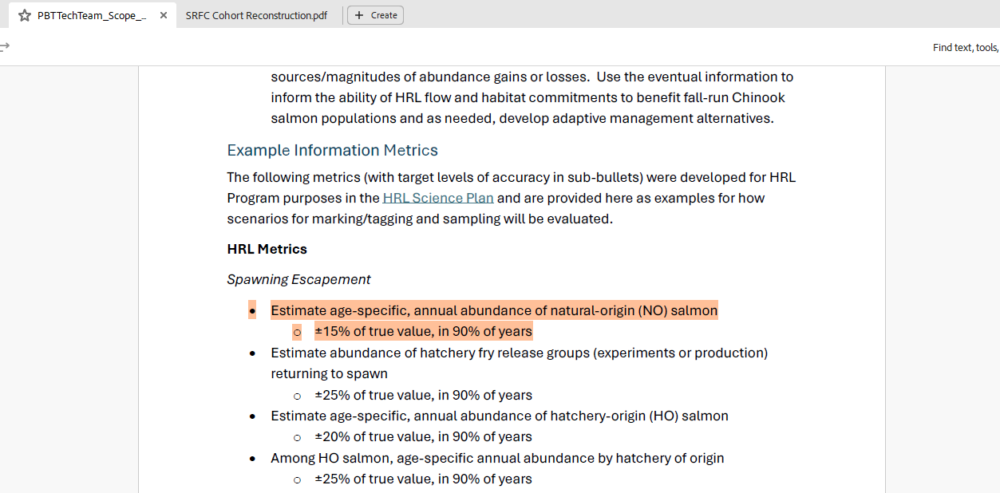 PBTTechTeam_Scope_...
SRFC Cohort Reconstruction.pdf
+ Create
Find text, tools,
sources/magnitudes of abundance gains or losses.  Use the eventual information to
inform the ability of HRL flow and habitat commitments to benefit fall-run Chinook
salmon populations and as needed, develop adaptive management alternatives.
Example Information Metrics
The following metrics (with target levels of accuracy in sub-bullets) were developed for HRL
Program purposes in the HRL Science Plan and are provided here as examples for how
scenarios for marking/tagging and sampling will be evaluated.
HRL Metrics
Spawning Escapement
• Estimate age-specific, annual abundance of natural-origin (NO) salmon
○ ±15% of true value, in 90% of years
• Estimate abundance of hatchery fry release groups (experiments or production)
returning to spawn
○ ±25% of true value, in 90% of years
• Estimate age-specific, annual abundance of hatchery-origin (HO) salmon
○ ±20% of true value, in 90% of years
• Among HO salmon, age-specific annual abundance by hatchery of origin
○ ±25% of true value, in 90% of years